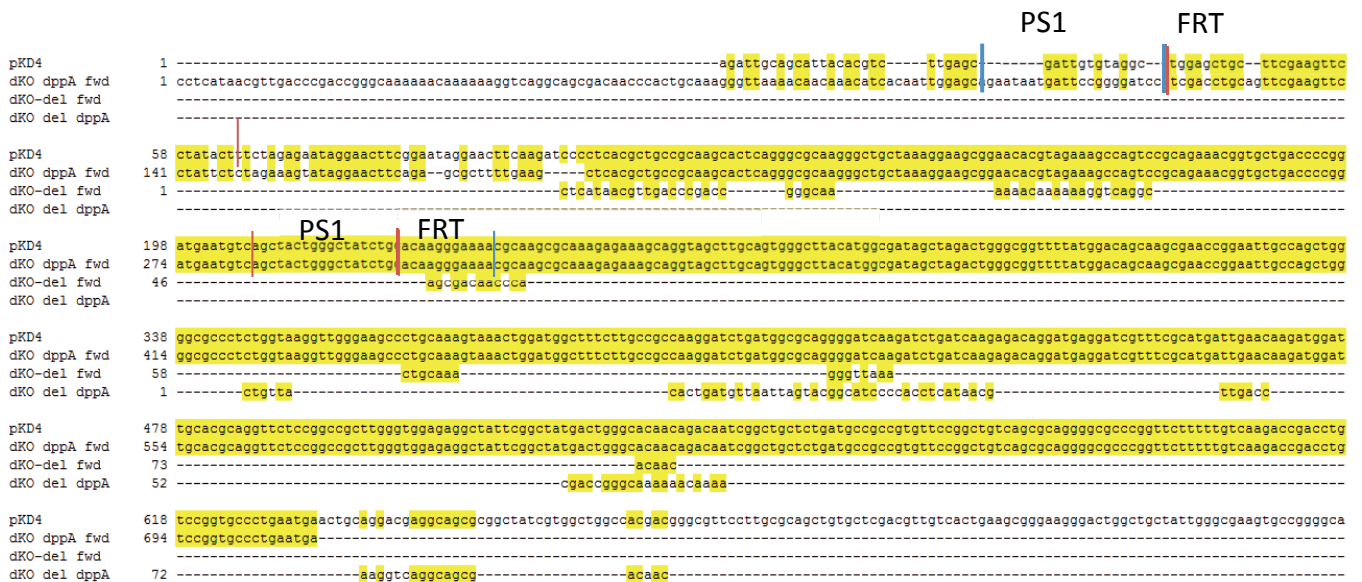 PS1 FRT
pKD4 1 -----------------------------------------------------------------agattgcagcattacacgtc----ttgagc-------gattgtgtaggc--tggagctgc--ttcgaagttc
dKO dppA fwd 1 cctcataacgttgacccgaccgggcaaaaaacaaaaaaggtcaggcagcgacaacccactgcaaagggttaaaacaacaaacatcacaattggagcagaataatgattccggggatccgtcgacctgcagttcgaagttc
dKO-del fwd --------------------------------------------------------------------------------------------------------------------------------------------
dKO del dppA --------------------------------------------------------------------------------------------------------------------------------------------
pKD4 58 ctatactttctagagaataggaacttcggaataggaacttcaagatcccctcacgctgccgcaagcactcagggcgcaagggctgctaaaggaagcggaacacgtagaaagccagtccgcagaaacggtgctgaccccgg
dKO dppA fwd 141 ctattctctagaaagtataggaacttcaga--gcgcttttgaag-----ctcacgctgccgcaagcactcagggcgcaagggctgctaaaggaagcggaacacgtagaaagccagtccgcagaaacggtgctgaccccgg
dKO-del fwd 1 ----------------------------------------------ctcataacgttgacccgacc-------gggcaa-------------------aaaacaaaaaaggtcaggc-----------------------
dKO del dppA --------------------------------------------------------------------------------------------------------------------------------------------
PS1 FRT
pKD4 198 atgaatgtcagctactgggctatctggacaagggaaaacgcaagcgcaaagagaaagcaggtagcttgcagtgggcttacatggcgatagctagactgggcggttttatggacagcaagcgaaccggaattgccagctgg
dKO dppA fwd 274 atgaatgtcagctactgggctatctggacaagggaaaacgcaagcgcaaagagaaagcaggtagcttgcagtgggcttacatggcgatagctagactgggcggttttatggacagcaagcgaaccggaattgccagctgg
dKO-del fwd 46 ------------------------------agcgacaaccca--------------------------------------------------------------------------------------------------
dKO del dppA --------------------------------------------------------------------------------------------------------------------------------------------
pKD4 338 ggcgccctctggtaaggttgggaagccctgcaaagtaaactggatggctttcttgccgccaaggatctgatggcgcaggggatcaagatctgatcaagagacaggatgaggatcgtttcgcatgattgaacaagatggat
dKO dppA fwd 414 ggcgccctctggtaaggttgggaagccctgcaaagtaaactggatggctttcttgccgccaaggatctgatggcgcaggggatcaagatctgatcaagagacaggatgaggatcgtttcgcatgattgaacaagatggat
dKO-del fwd 58 ---------------------------ctgcaaa--------------------------------------------gggttaaa------------------------------------------------------
dKO del dppA 1 --------ctgtta---------------------------------------------cactgatgttaattagtacggcatccccacctcataacg---------------------------ttgacc---------
pKD4 478 tgcacgcaggttctccggccgcttgggtggagaggctattcggctatgactgggcacaacagacaatcggctgctctgatgccgccgtgttccggctgtcagcgcaggggcgcccggttctttttgtcaagaccgacctg
dKO dppA fwd 554 tgcacgcaggttctccggccgcttgggtggagaggctattcggctatgactgggcacaacagacaatcggctgctctgatgccgccgtgttccggctgtcagcgcaggggcgcccggttctttttgtcaagaccgacctg
dKO-del fwd 73 -------------------------------------------------------acaac--------------------------------------------------------------------------------
dKO del dppA 52 -----------------------------------------------cgaccgggcaaaaaacaaaa--------------------------------------------------------------------------
pKD4 618 tccggtgccctgaatgaactgcaggacgaggcagcgcggctatcgtggctggccacgacgggcgttccttgcgcagctgtgctcgacgttgtcactgaagcgggaagggactggctgctattgggcgaagtgccggggca
dKO dppA fwd 694 tccggtgccctgaatga---------------------------------------------------------------------------------------------------------------------------
dKO-del fwd --------------------------------------------------------------------------------------------------------------------------------------------
dKO del dppA 72 ----------------------aaggtcaggcagcg------------------acaac---------------------------------------------------------------------------------